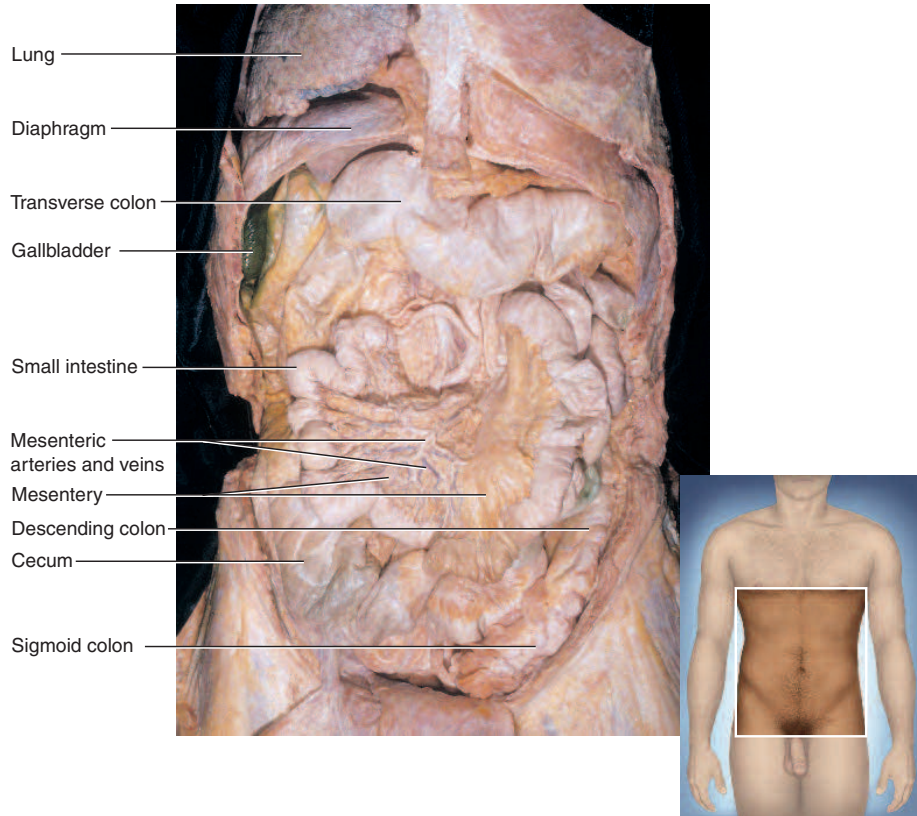 Lung
Diaphragm
Transverse colon
Gallbladder
Small intestine
Mesenteric
arteries and veins
Mesentery
Descending colon
Cecum
Sigmoid colon